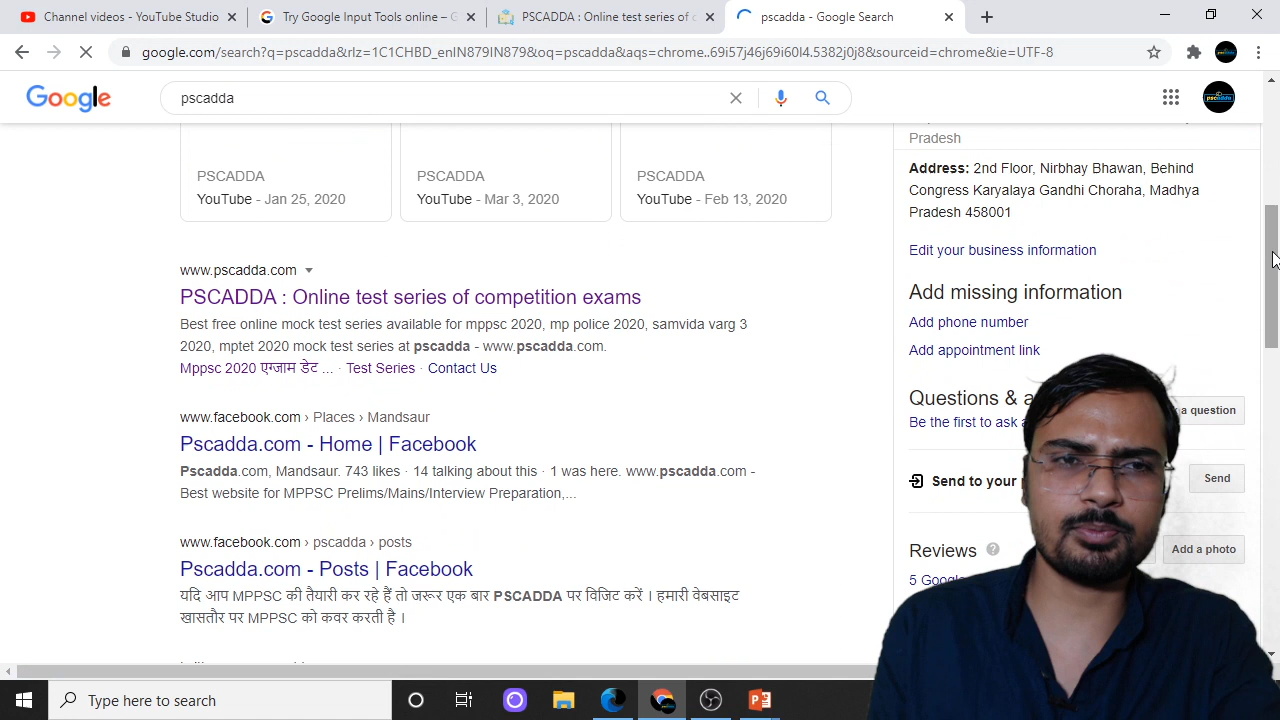 Channel videos - YouTube Studio
Try Google Input Tools online – G
PSCADDA : Online test series of c
pscadda - Google Search
google.com/search?q=pscadda&rlz=1C1CHBD_enIN879IN879&oq=pscadda&aqs=chrome..69i57j46j69i60l4.5382j0j8&sourceid=chrome&ie=UTF-8
Google
pscadda
PSCADDA
YouTube - Jan 25, 2020
PSCADDA
YouTube - Mar 3, 2020
PSCADDA
YouTube - Feb 13, 2020
www.pscadda.com
PSCADDA : Online test series of competition exams
Best free online mock test series available for mppsc 2020, mp police 2020, samvida varg 3
2020, mptet 2020 mock test series at pscadda - www.pscadda.com.
Mppsc 2020 एग्जाम डेट ... · Test Series · Contact Us
www.facebook.com › Places › Mandsaur
Pscadda.com - Home | Facebook
Pscadda.com, Mandsaur. 743 likes · 14 talking about this · 1 was here. www.pscadda.com -
Best website for MPPSC Prelims/Mains/Interview Preparation,...
www.facebook.com › pscadda › posts
Pscadda.com - Posts | Facebook
यदि आप MPPSC की तैयारी कर रहे हैं तो जरूर एक बार PSCADDA पर विजिट करें । हमारी वेबसाइट
खासतौर पर MPPSC को कवर करती है ।
Pradesh
Address: 2nd Floor, Nirbhay Bhawan, Behind
Congress Karyalaya Gandhi Choraha, Madhya
Pradesh 458001
Edit your business information
Add missing information
Add phone number
Add appointment link
Questions & a
a question
Be the first to ask a
Send to your
Send
Reviews
Add a photo
5 Google
Type here to search